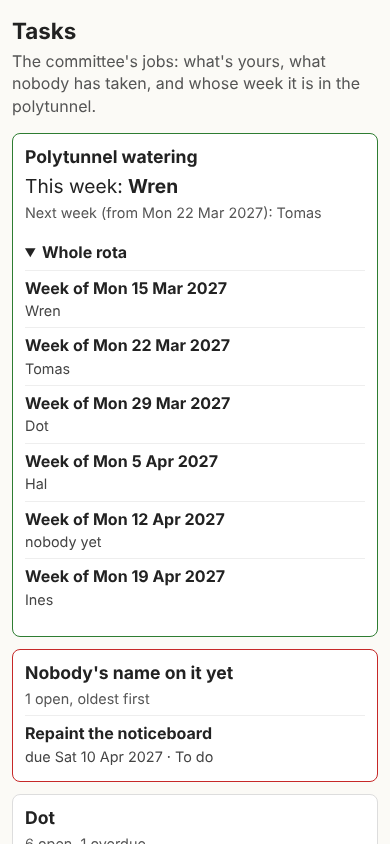 Tasks
The committee's jobs: what's yours, what
nobody has taken, and whose week it is in the
polytunnel.
Polytunnel watering
This week: Wren
Next week (from Mon 22 Mar 2027): Tomas
▼ Whole rota
Week of Mon 15 Mar 2027
Wren
Week of Mon 22 Mar 2027
Tomas
Week of Mon 29 Mar 2027
Dot
Week of Mon 5 Apr 2027
Hal
Week of Mon 12 Apr 2027
nobody yet
Week of Mon 19 Apr 2027
Ines
Nobody's name on it yet
1 open, oldest first
Repaint the noticeboard
due Sat 10 Apr 2027 · To do
Dot
6 open, 1 overdue